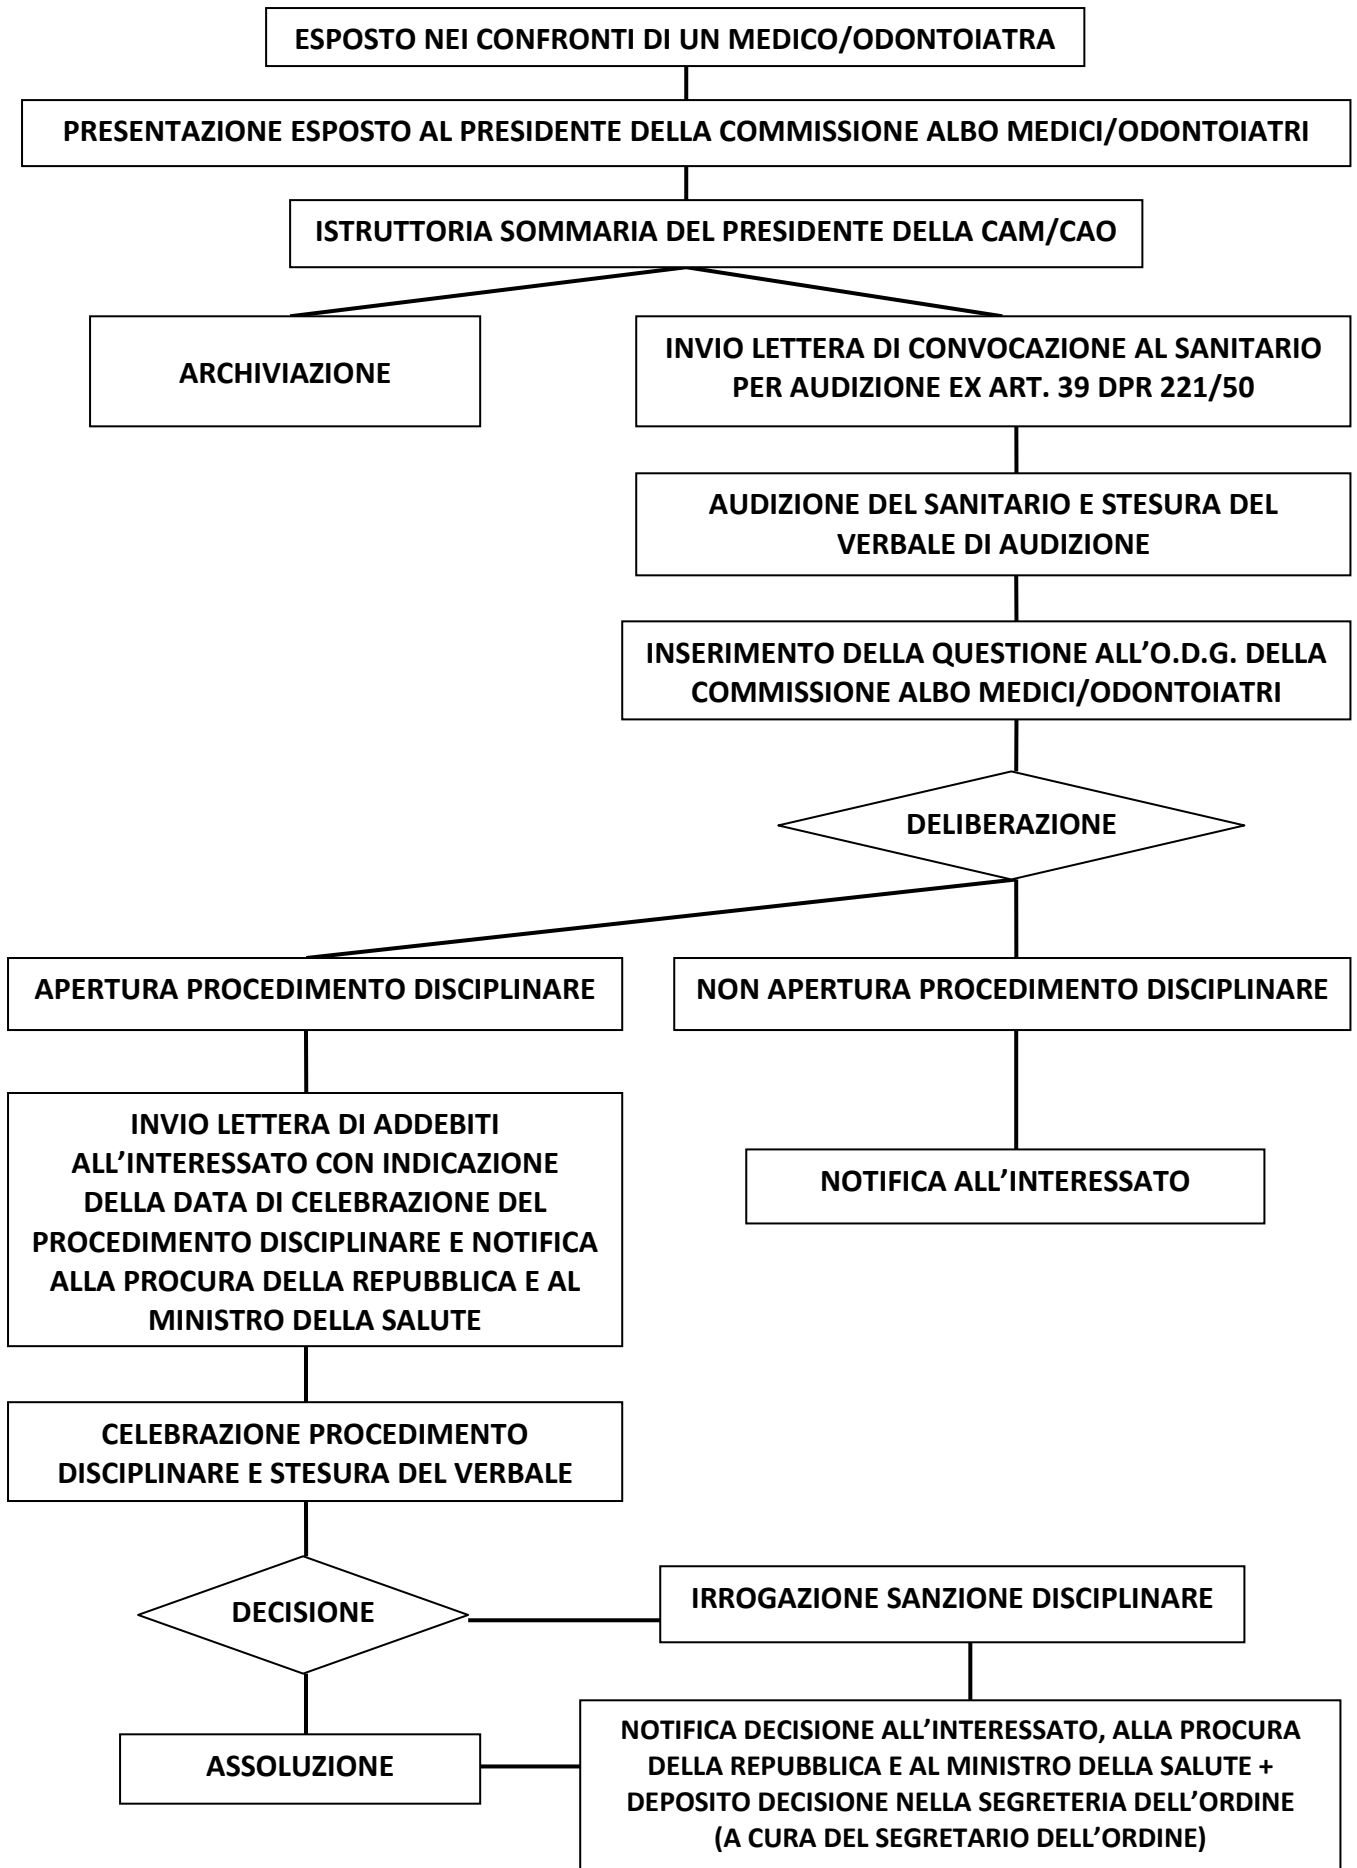 ESPOSTO NEI CONFRONTI DI UN MEDICO/ODONTOIATRA
PRESENTAZIONE ESPOSTO AL PRESIDENTE DELLA COMMISSIONE ALBO MEDICI/ODONTOIATRI
ISTRUTTORIA SOMMARIA DEL PRESIDENTE DELLA CAM/CAO
ARCHIVIAZIONE
INVIO LETTERA DI CONVOCAZIONE AL SANITARIO
PER AUDIZIONE EX ART. 39 DPR 221/50
AUDIZIONE DEL SANITARIO E STESURA DEL
VERBALE DI AUDIZIONE
INSERIMENTO DELLA QUESTIONE ALL’O.D.G. DELLA
COMMISSIONE ALBO MEDICI/ODONTOIATRI
DELIBERAZIONE
APERTURA PROCEDIMENTO DISCIPLINARE
NON APERTURA PROCEDIMENTO DISCIPLINARE
INVIO LETTERA DI ADDEBITI
ALL’INTERESSATO CON INDICAZIONE
DELLA DATA DI CELEBRAZIONE DEL
PROCEDIMENTO DISCIPLINARE E NOTIFICA
ALLA PROCURA DELLA REPUBBLICA E AL
MINISTRO DELLA SALUTE
NOTIFICA ALL’INTERESSATO
CELEBRAZIONE PROCEDIMENTO
DISCIPLINARE E STESURA DEL VERBALE
DECISIONE
IRROGAZIONE SANZIONE DISCIPLINARE
ASSOLUZIONE
NOTIFICA DECISIONE ALL’INTERESSATO, ALLA PROCURA
DELLA REPUBBLICA E AL MINISTRO DELLA SALUTE +
DEPOSITO DECISIONE NELLA SEGRETERIA DELL’ORDINE
(A CURA DEL SEGRETARIO DELL’ORDINE)